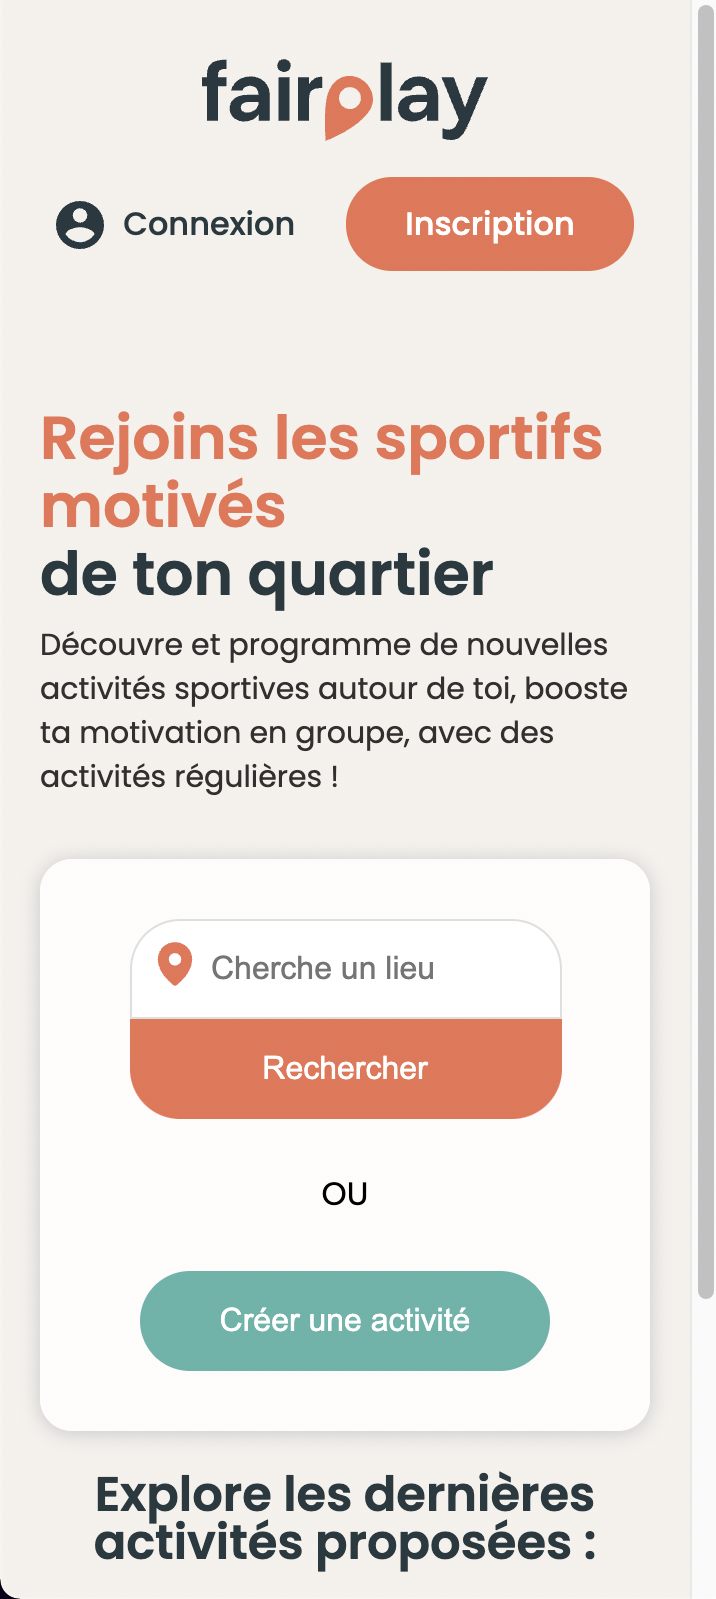 fairplay
Connexion
Inscription
Rejoins les sportifs
motivés
de ton quartier
Découvre et programme de nouvelles
activités sportives autour de toi, booste
ta motivation en groupe, avec des
activités régulières !
Cherche un lieu
Rechercher
OU
Créer une activité
Explore les dernières
activités proposées :